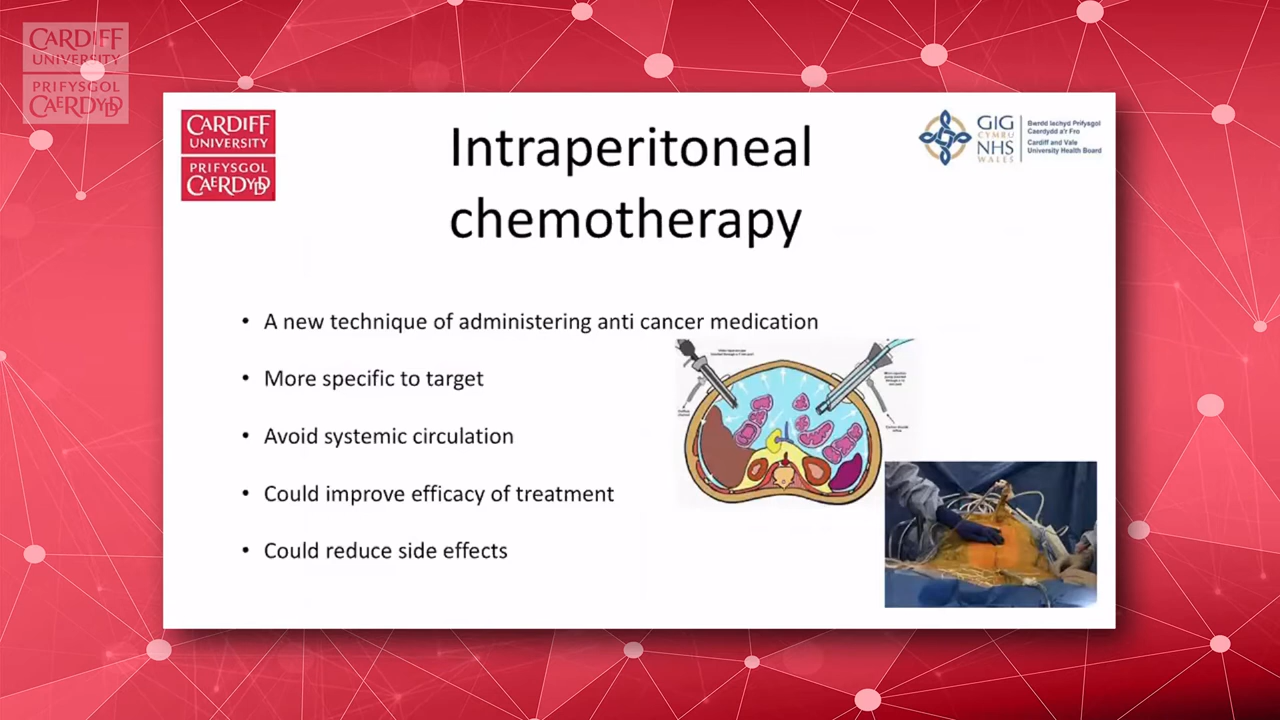 CARDIFF
UNIVERSITY
PRIFYSGOL
CAERDYDD
CARDIFF
UNIVERSITY
PRIFYSGOL
CAERDYDD
Intraperitoneal
chemotherapy
GIG
CYMRU
NHS
WALES
Bwrdd Iechyd Prifysgol
Caerdydd a'r Fro
Cardiff and Vale
University Health Board
• A new technique of administering anti cancer medication
• More specific to target
• Avoid systemic circulation
• Could improve efficacy of treatment
• Could reduce side effects